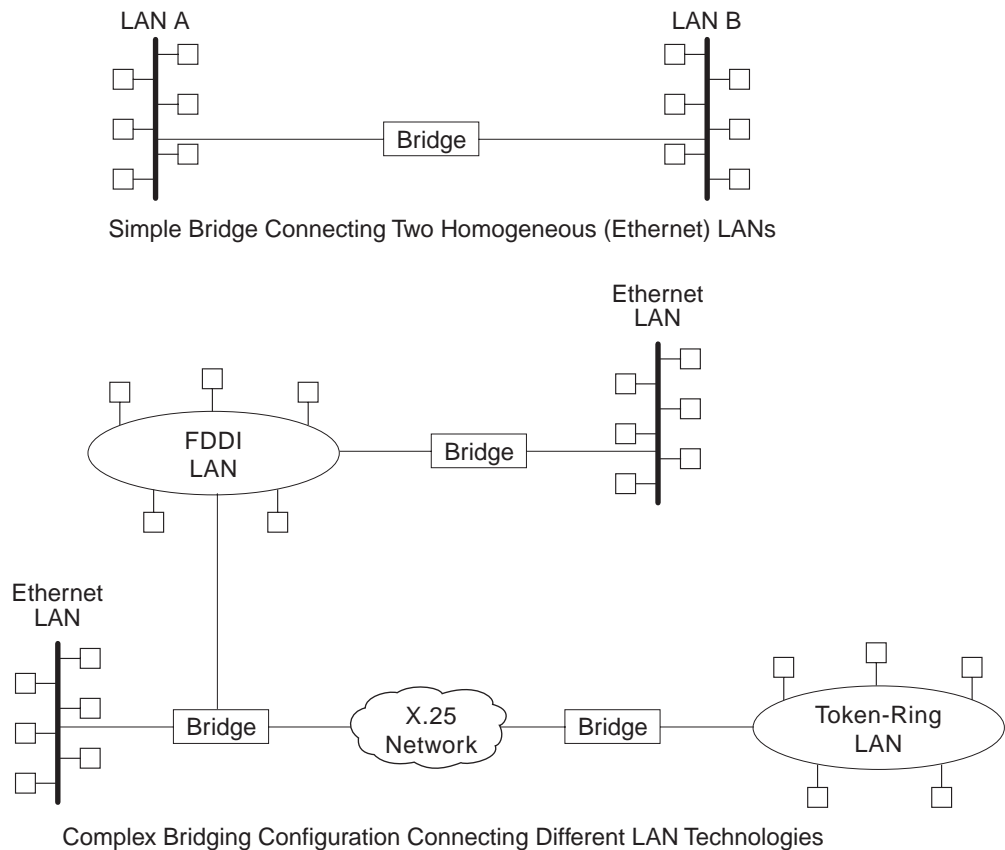 LAN A
LAN B
Bridge
Simple Bridge Connecting Two Homogeneous (Ethernet) LANs
Ethernet
LAN
FDDI
LAN
Bridge
Ethernet
LAN
Bridge
X.25
Network
Bridge
Token-Ring
LAN
Complex Bridging Configuration Connecting Different LAN Technologies